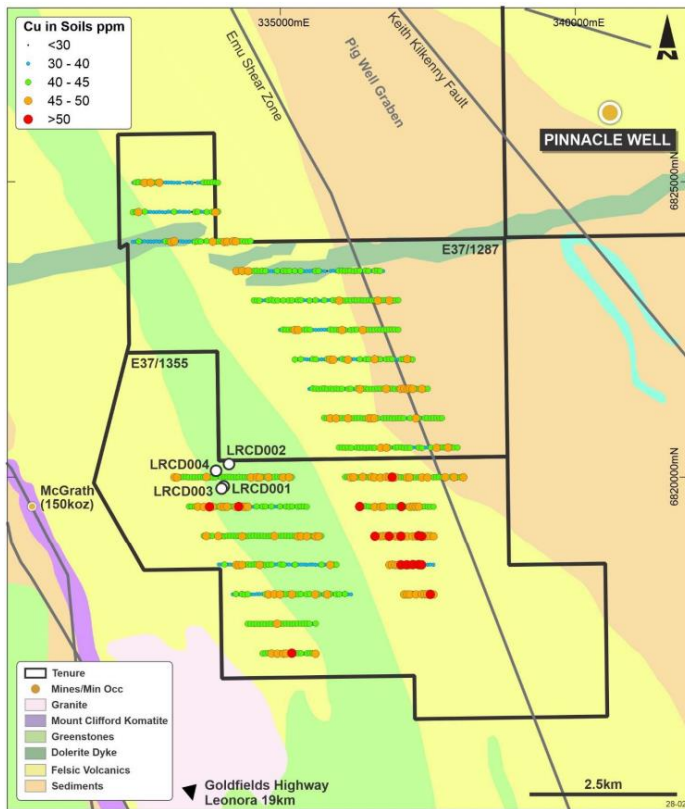 Cu in Soils ppm
<30
30 - 40
40 - 45
45 - 50
>50
335000mE
340000mE
Emu Shear Zone
Pig Well Graben
Keith Kilkenny Fault
N
PINNACLE WELL
6825000mN
E37/1287
E37/1355
LRCD002
LRCD004
LRCD003
LRCD001
6820000mN
McGrath
(150koz)
Tenure
Mines/Min Occ
Granite
Mount Clifford Komatite
Greenstones
Dolerite Dyke
Felsic Volcanics
Sediments
Goldfields Highway
Leonora 19km
2.5km